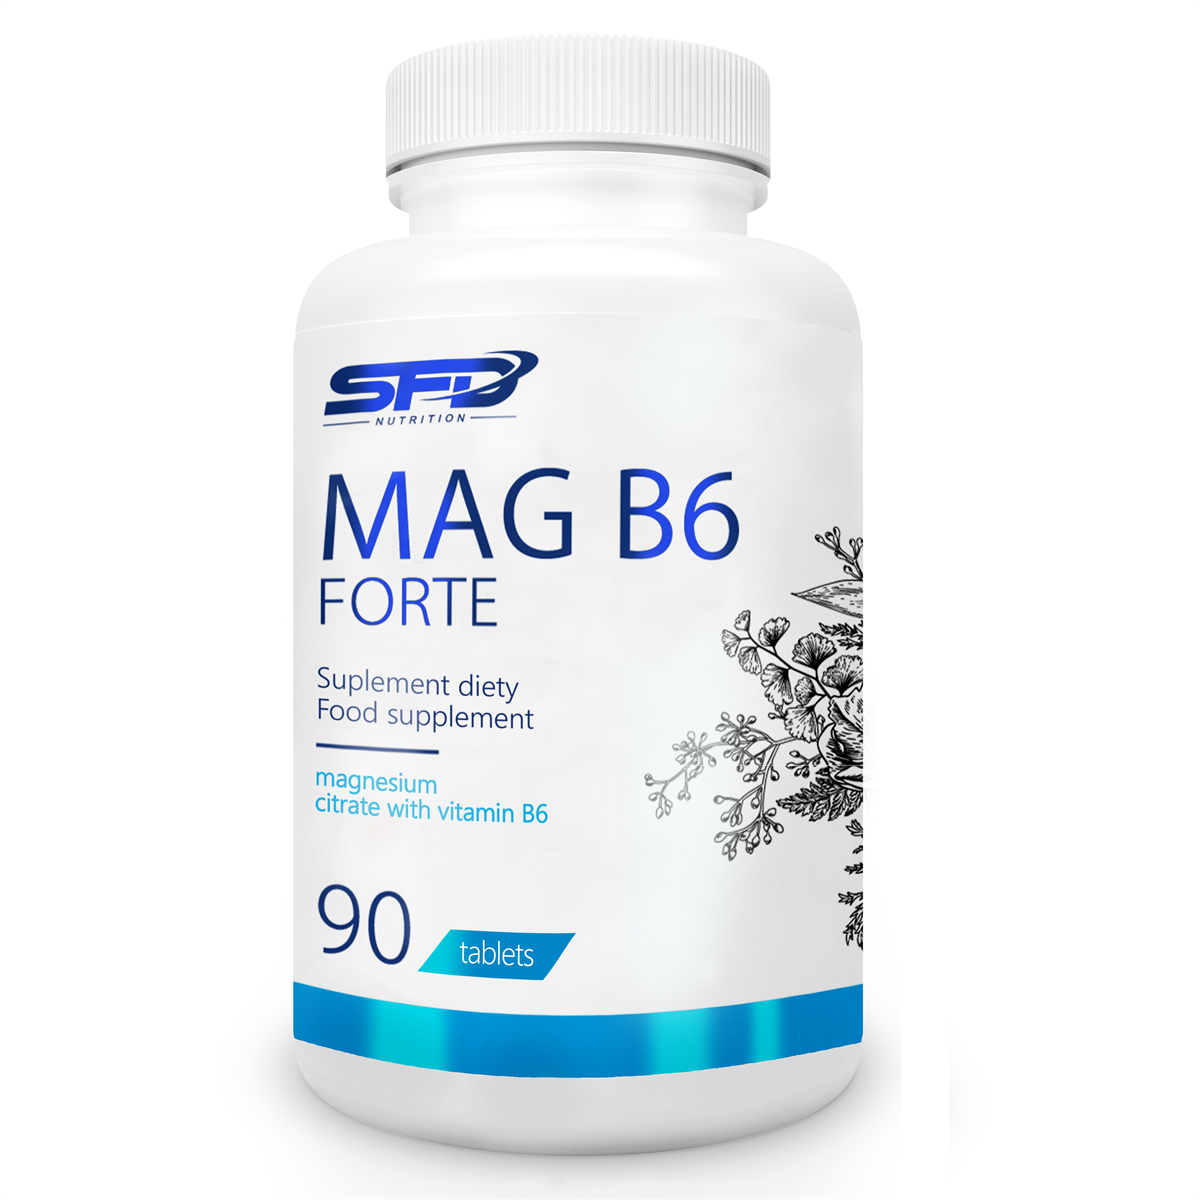 SFD
NUTRITION
MAG B6
FORTE
Suplement diety
Food supplement
magnesium
citrate with vitamin B6
90 tablets